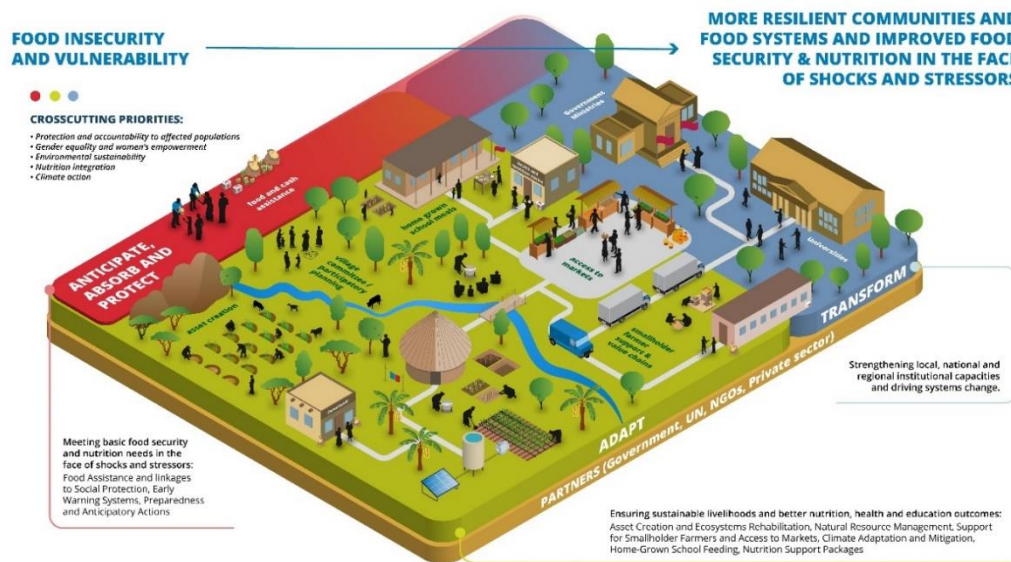 FOOD INSECURITY
AND VULNERABILITY
MORE RESILIENT COMMUNITIES AND
FOOD SYSTEMS AND IMPROVED FOOD
SECURITY & NUTRITION IN THE FACE
OF SHOCKS AND STRESSORS
CROSSCUTTING PRIORITIES:
• Protection and accountability to affected populations
• Gender equality and women's empowerment
• Environmental sustainability
• Nutrition integration
• Climate action
food and cash
assistance
ANTICIPATE,
ABSORB AND
PROTECT
Government
Ministries
home grown
school meals
village
committee /
participatory
planning
access to
markets
Universities
asset creation
smallholder
farmer
support &
value chains
TRANSFORM
ADAPT
PARTNERS (Government, UN, NGOs, Private sector)
Strengthening local, national and
regional institutional capacities
and driving systems change.
Meeting basic food security
and nutrition needs in the
face of shocks and stressors:
Food Assistance and linkages
to Social Protection, Early
Warning Systems, Preparedness
and Anticipatory Actions
Ensuring sustainable livelihoods and better nutrition, health and education outcomes:
Asset Creation and Ecosystems Rehabilitation, Natural Resource Management, Support
for Smallholder Farmers and Access to Markets, Climate Adaptation and Mitigation,
Home-Grown School Feeding, Nutrition Support Packages